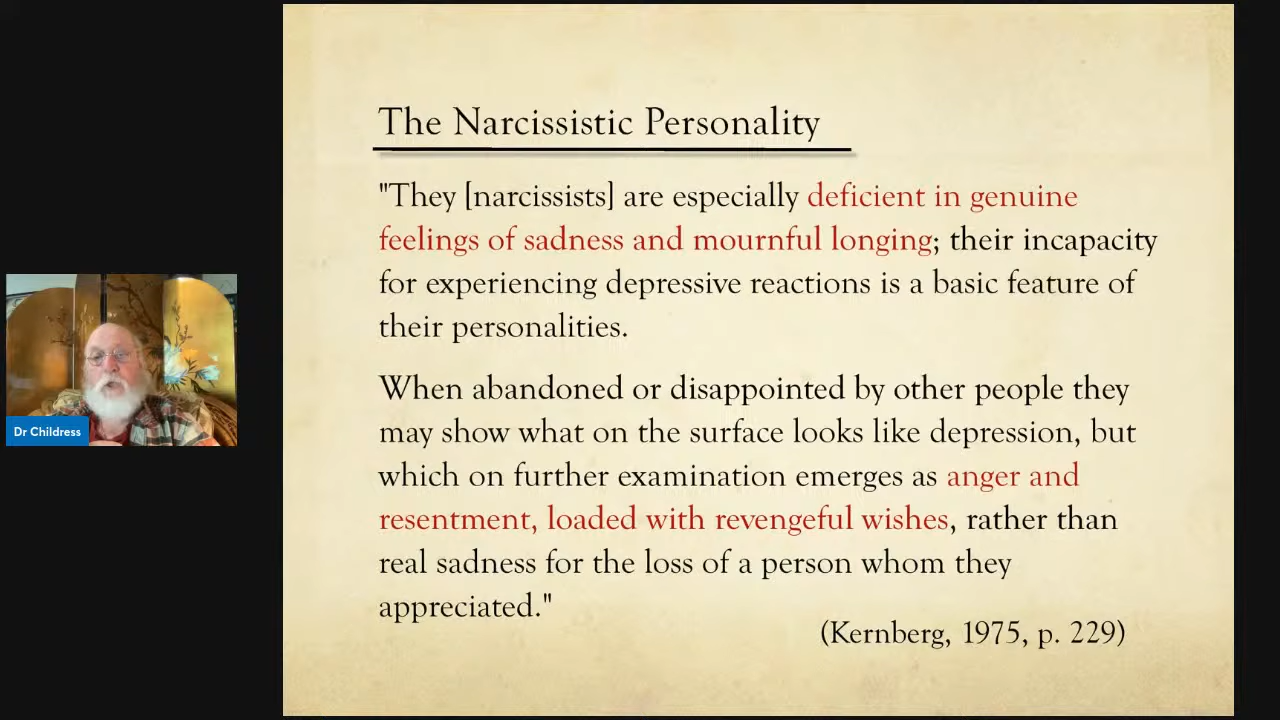 The Narcissistic Personality
"They [narcissists] are especially deficient in genuine
feelings of sadness and mournful longing; their incapacity
for experiencing depressive reactions is a basic feature of
their personalities.
When abandoned or disappointed by other people they
may show what on the surface looks like depression, but
which on further examination emerges as anger and
resentment, loaded with revengeful wishes, rather than
real sadness for the loss of a person whom they
appreciated."
(Kernberg, 1975, p. 229)
Dr Childress